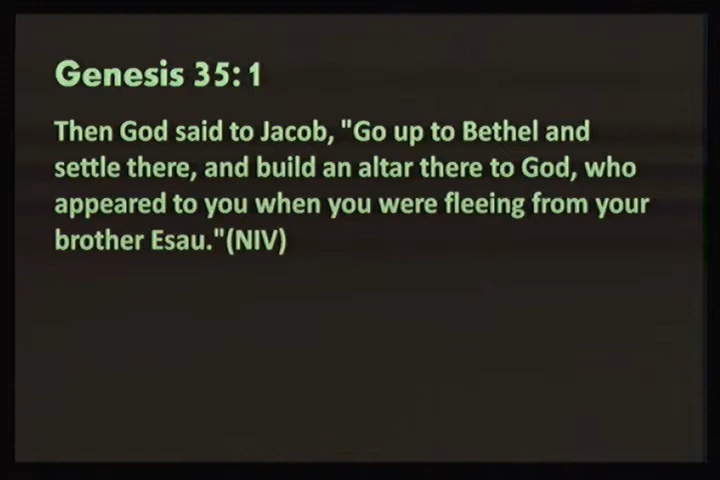 Genesis 35:1
Then God said to Jacob, "Go up to Bethel and
settle there, and build an altar there to God, who
appeared to you when you were fleeing from your
brother Esau."(NIV)